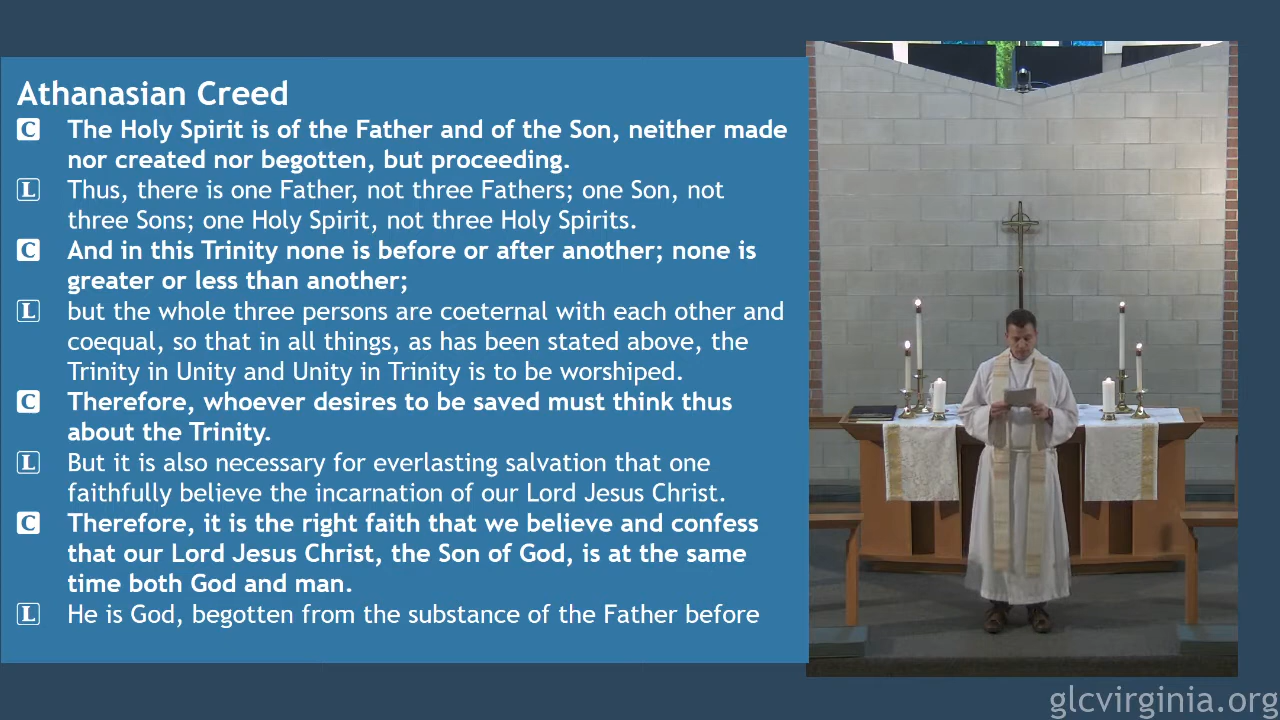 Athanasian Creed
C The Holy Spirit is of the Father and of the Son, neither made
nor created nor begotten, but proceeding.
L Thus, there is one Father, not three Fathers; one Son, not
three Sons; one Holy Spirit, not three Holy Spirits.
C And in this Trinity none is before or after another; none is
greater or less than another;
L but the whole three persons are coeternal with each other and
coequal, so that in all things, as has been stated above, the
Trinity in Unity and Unity in Trinity is to be worshiped.
C Therefore, whoever desires to be saved must think thus
about the Trinity.
L But it is also necessary for everlasting salvation that one
faithfully believe the incarnation of our Lord Jesus Christ.
C Therefore, it is the right faith that we believe and confess
that our Lord Jesus Christ, the Son of God, is at the same
time both God and man.
L He is God, begotten from the substance of the Father before
glcvirginia.org